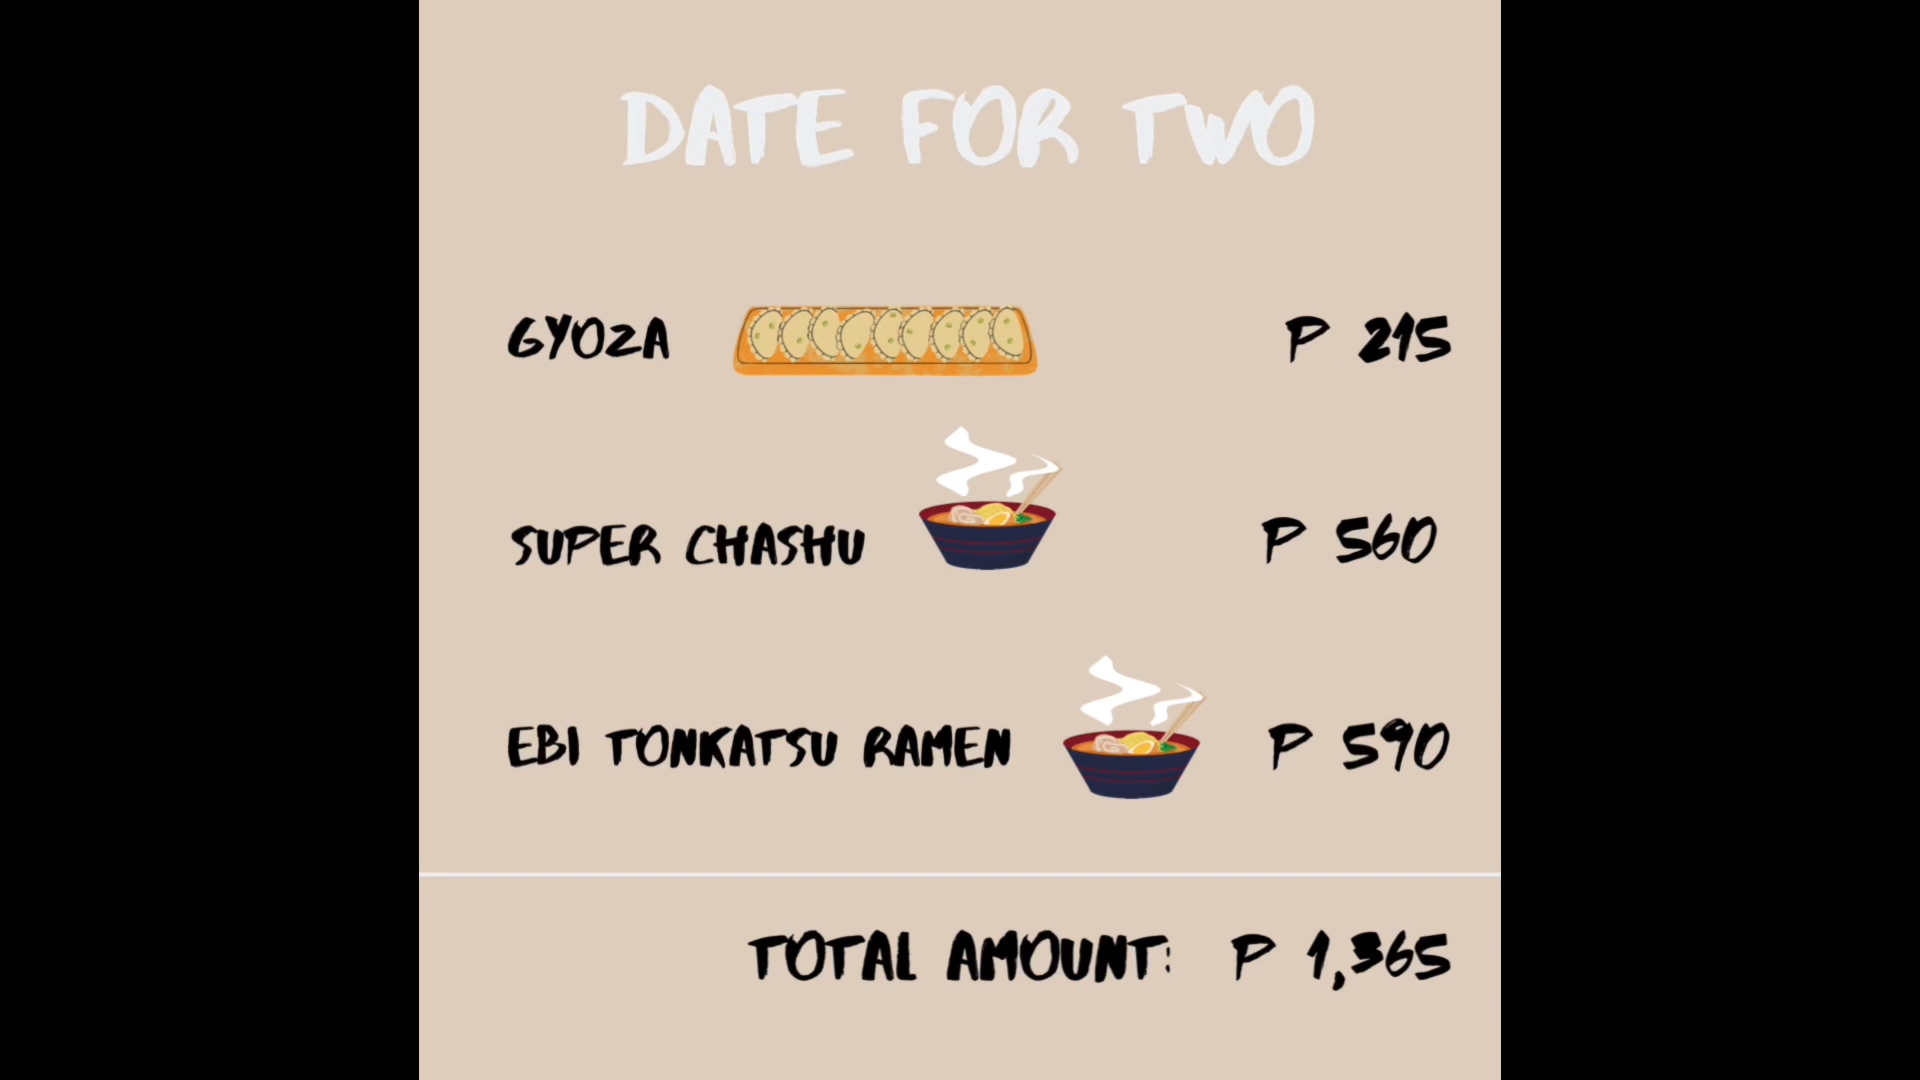 DATE FOR TWO
GYOZA P 215
SUPER CHASHU P 560
EBI TONKATSU RAMEN P 590
TOTAL AMOUNT: P 1,365